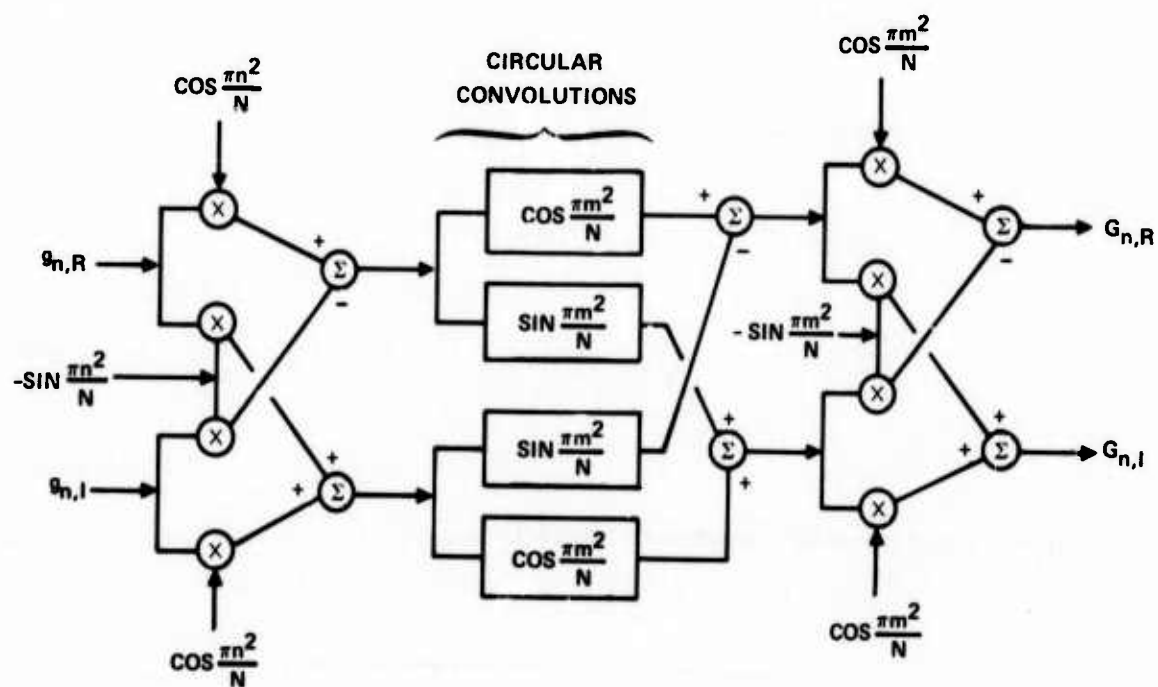 COS πm²/N
CIRCULAR
CONVOLUTIONS
COS πn²/N
X
X
COS πm²/N
+
Σ
+
Σ
G_n,R
g_n,R
+
Σ
−
−
−
X
X
SIN πm²/N
−SIN πm²/N
−SIN πn²/N
X
X
SIN πm²/N
+
Σ
+
+
+
Σ
G_n,I
g_n,I
+
+
Σ
+
X
COS πm²/N
X
COS πn²/N
COS πm²/N